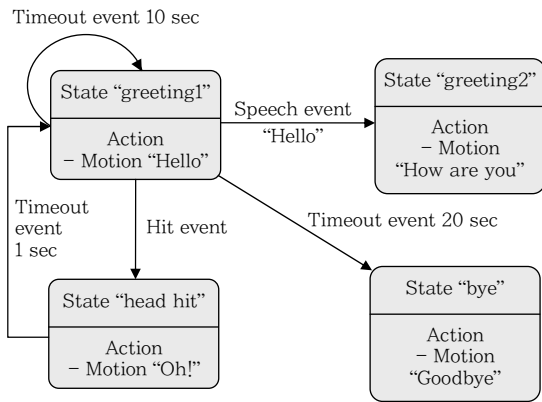 Timeout event 10 sec
State “greeting1”
Action
– Motion “Hello”
Speech event
“Hello”
State “greeting2”
Action
– Motion
“How are you”
Timeout
event
1 sec
Hit event
Timeout event 20 sec
State “head hit”
Action
– Motion “Oh!”
State “bye”
Action
– Motion
“Goodbye”